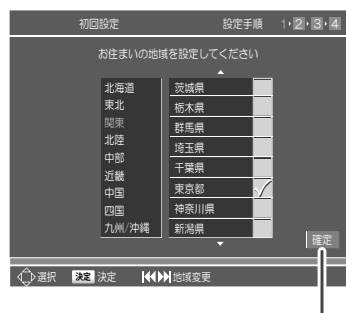 初回設定 設定手順 1・2・3・4
お住まいの地域を設定してください
北海道
東北
関東
北陸
中部
近畿
中国
四国
九州/沖縄
茨城県
栃木県
群馬県
埼玉県
千葉県
東京都
神奈川県
新潟県
確定
選択 決定 決定 地域変更